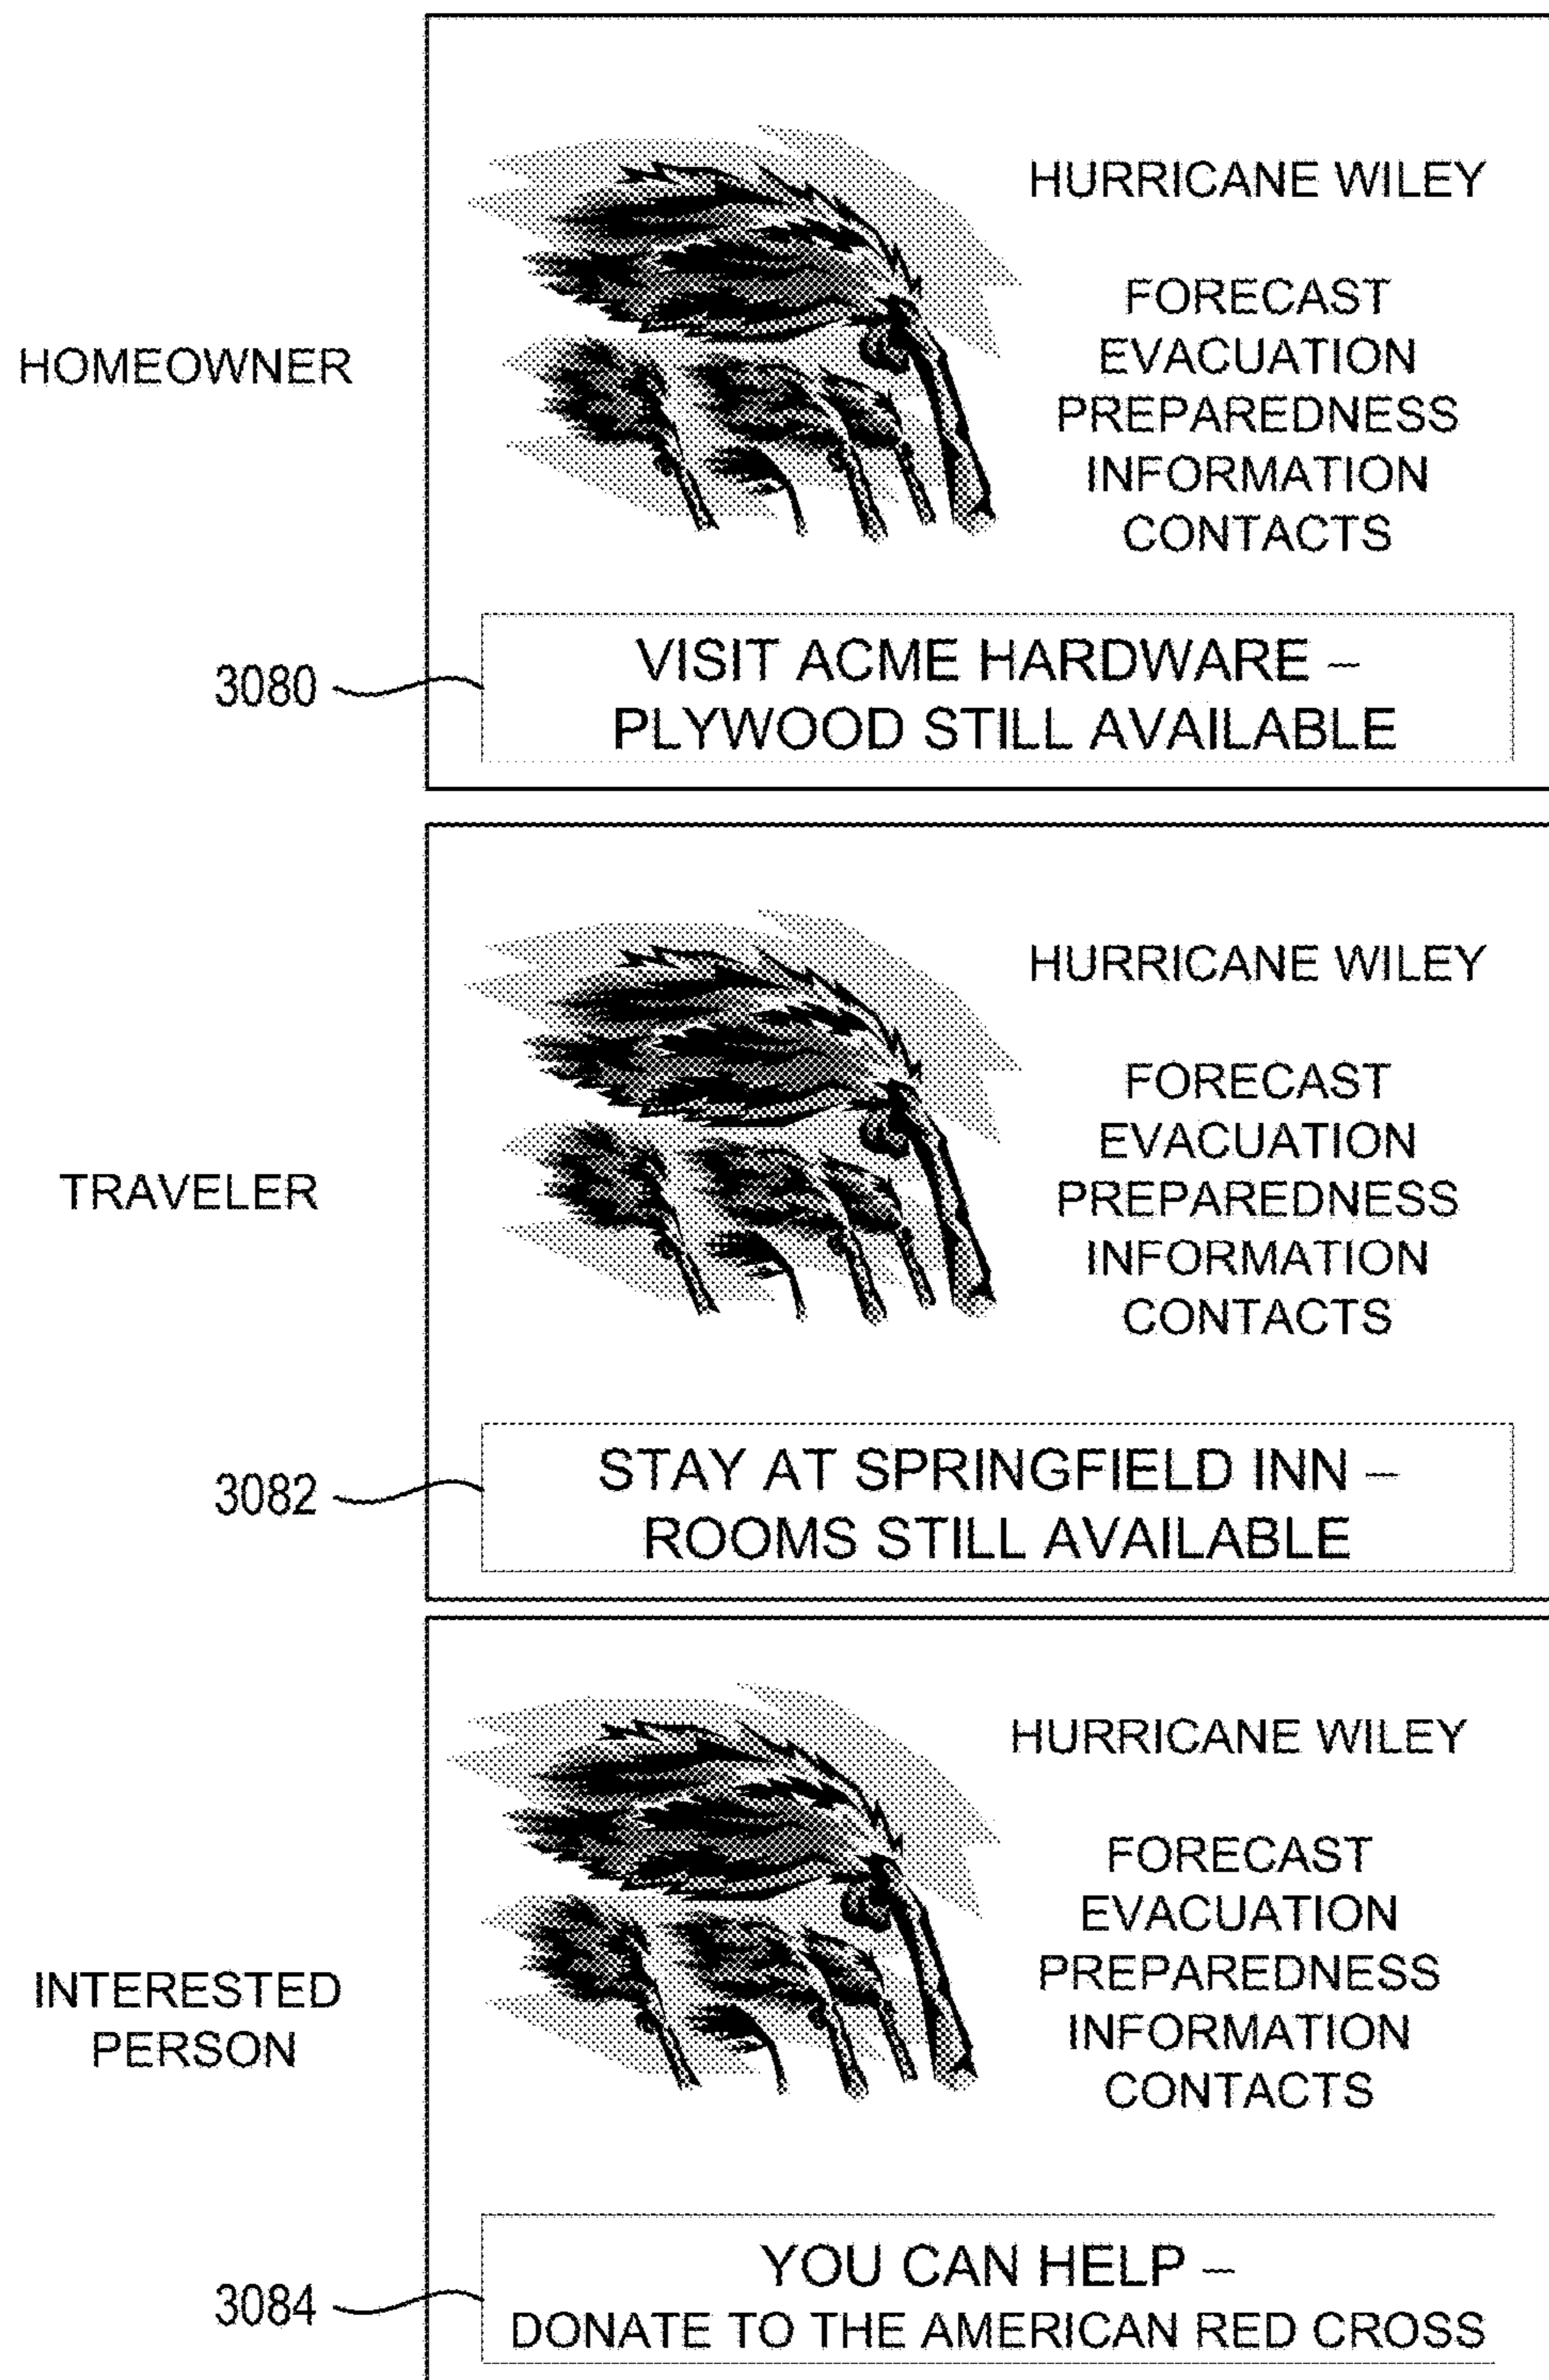 HOMEOWNER
HURRICANE WILEY
FORECAST
EVACUATION
PREPAREDNESS
INFORMATION
CONTACTS
3080
VISIT ACME HARDWARE –
PLYWOOD STILL AVAILABLE
TRAVELER
HURRICANE WILEY
FORECAST
EVACUATION
PREPAREDNESS
INFORMATION
CONTACTS
3082
STAY AT SPRINGFIELD INN –
ROOMS STILL AVAILABLE
INTERESTED
PERSON
HURRICANE WILEY
FORECAST
EVACUATION
PREPAREDNESS
INFORMATION
CONTACTS
3084
YOU CAN HELP –
DONATE TO THE AMERICAN RED CROSS